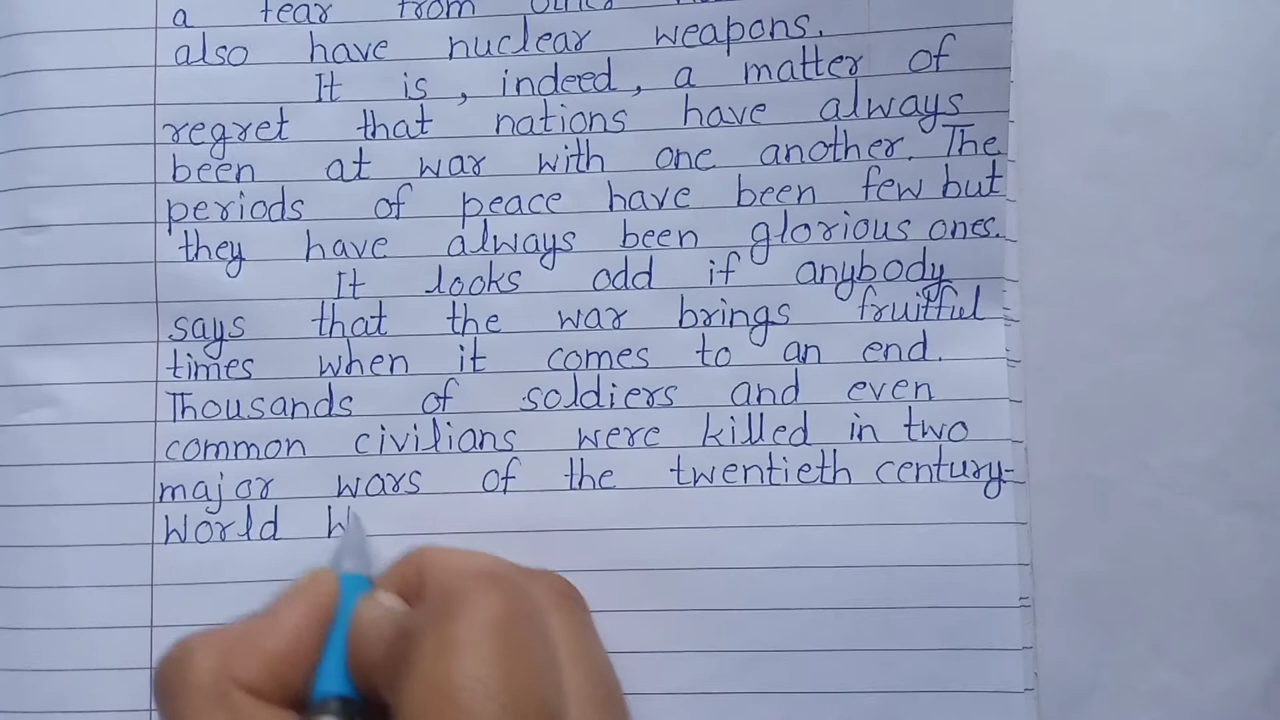 a fear from
also have nuclear weapons.
It is, indeed, a matter of
regret that nations have always
been at war with one another. The
periods of peace have been few but
they have always been glorious ones.
It looks odd if anybody
says that the war brings fruitful
times when it comes to an end.
Thousands of soldiers and even
common civilians were killed in two
major wars of the twentieth century-
World W